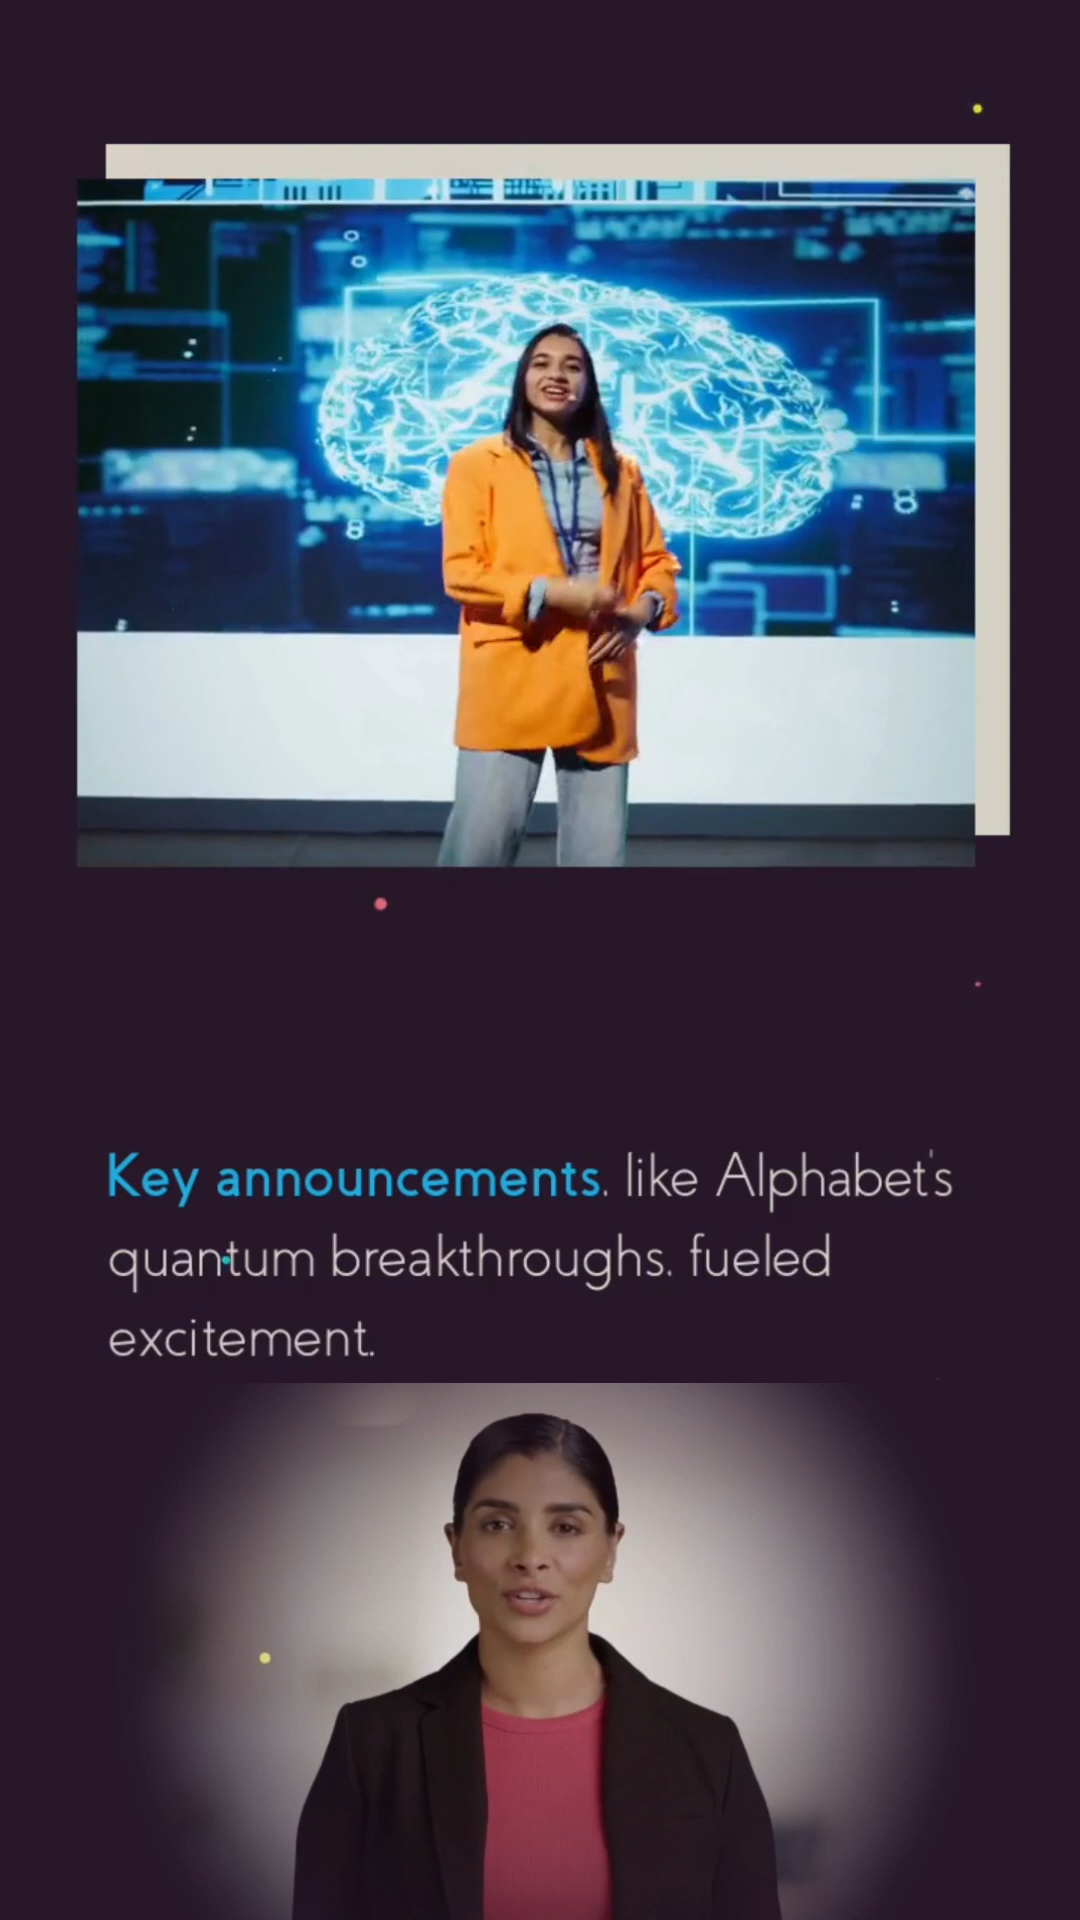 Key announcements, like Alphabet's
quantum breakthroughs, fueled
excitement.